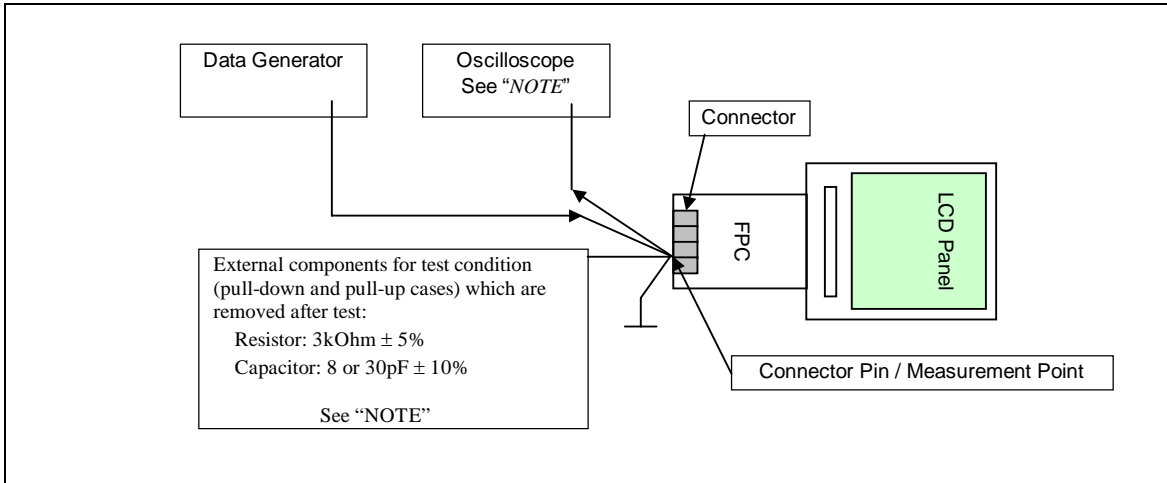 Data Generator
Oscilloscope
See “NOTE”
Connector
FPC
LCD Panel
External components for test condition
(pull-down and pull-up cases) which are
removed after test:
Resistor: 3kOhm ± 5%
Capacitor: 8 or 30pF ± 10%
See “NOTE”
Connector Pin / Measurement Point